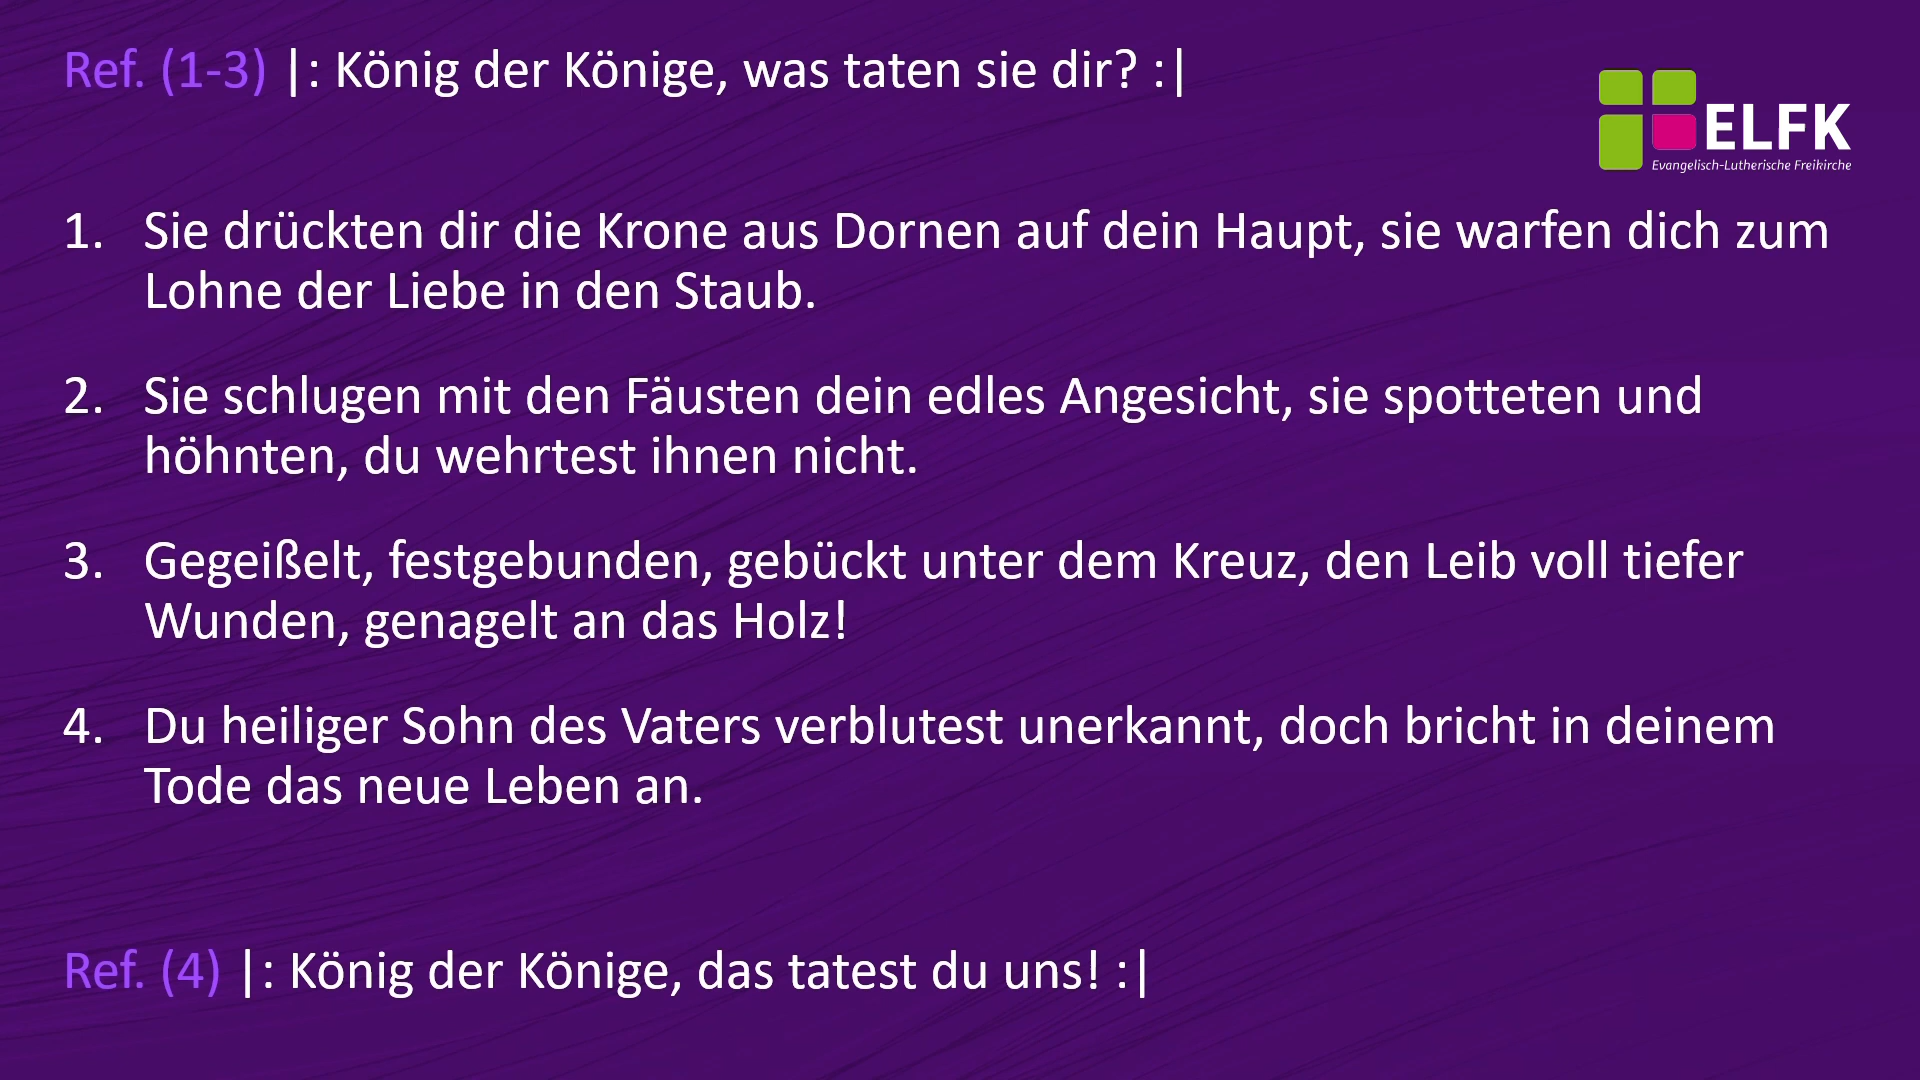 Ref. (1-3) |: König der Könige, was taten sie dir? :|
ELFK
Evangelisch-Lutherische Freikirche
1. Sie drückten dir die Krone aus Dornen auf dein Haupt, sie warfen dich zum
Lohne der Liebe in den Staub.
2. Sie schlugen mit den Fäusten dein edles Angesicht, sie spotteten und
höhnten, du wehrtest ihnen nicht.
3. Gegeißelt, festgebunden, gebückt unter dem Kreuz, den Leib voll tiefer
Wunden, genagelt an das Holz!
4. Du heiliger Sohn des Vaters verblutest unerkannt, doch bricht in deinem
Tode das neue Leben an.
Ref. (4) |: König der Könige, das tatest du uns! :|